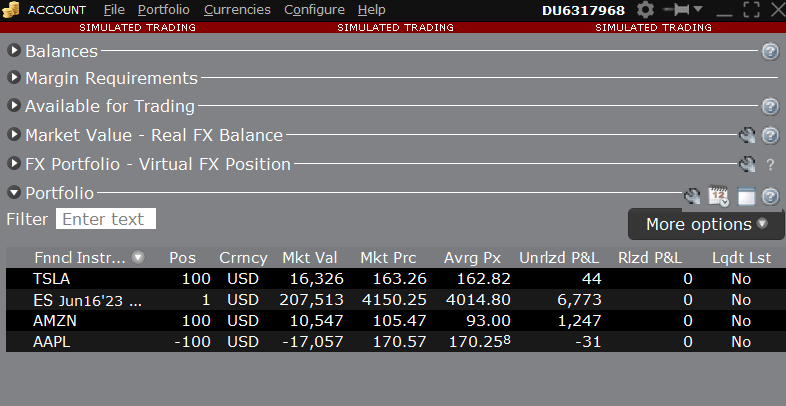 ACCOUNT File Portfolio Currencies Configure Help DU6317968
SIMULATED TRADING SIMULATED TRADING SIMULATED TRADING
Balances ?
Margin Requirements
Available for Trading ?
Market Value - Real FX Balance ?
FX Portfolio - Virtual FX Position ?
Portfolio 12 ?
Filter Enter text
More options
Fnncl Instr... Pos Crrncy Mkt Val Mkt Prc Avrg Px Unrlzd P&L Rlzd P&L Lqdt Lst
TSLA 100 USD 16,326 163.26 162.82 44 0 No
ES Jun16'23 ... 1 USD 207,513 4150.25 4014.80 6,773 0 No
AMZN 100 USD 10,547 105.47 93.00 1,247 0 No
AAPL -100 USD -17,057 170.57 170.25⁸ -31 0 No